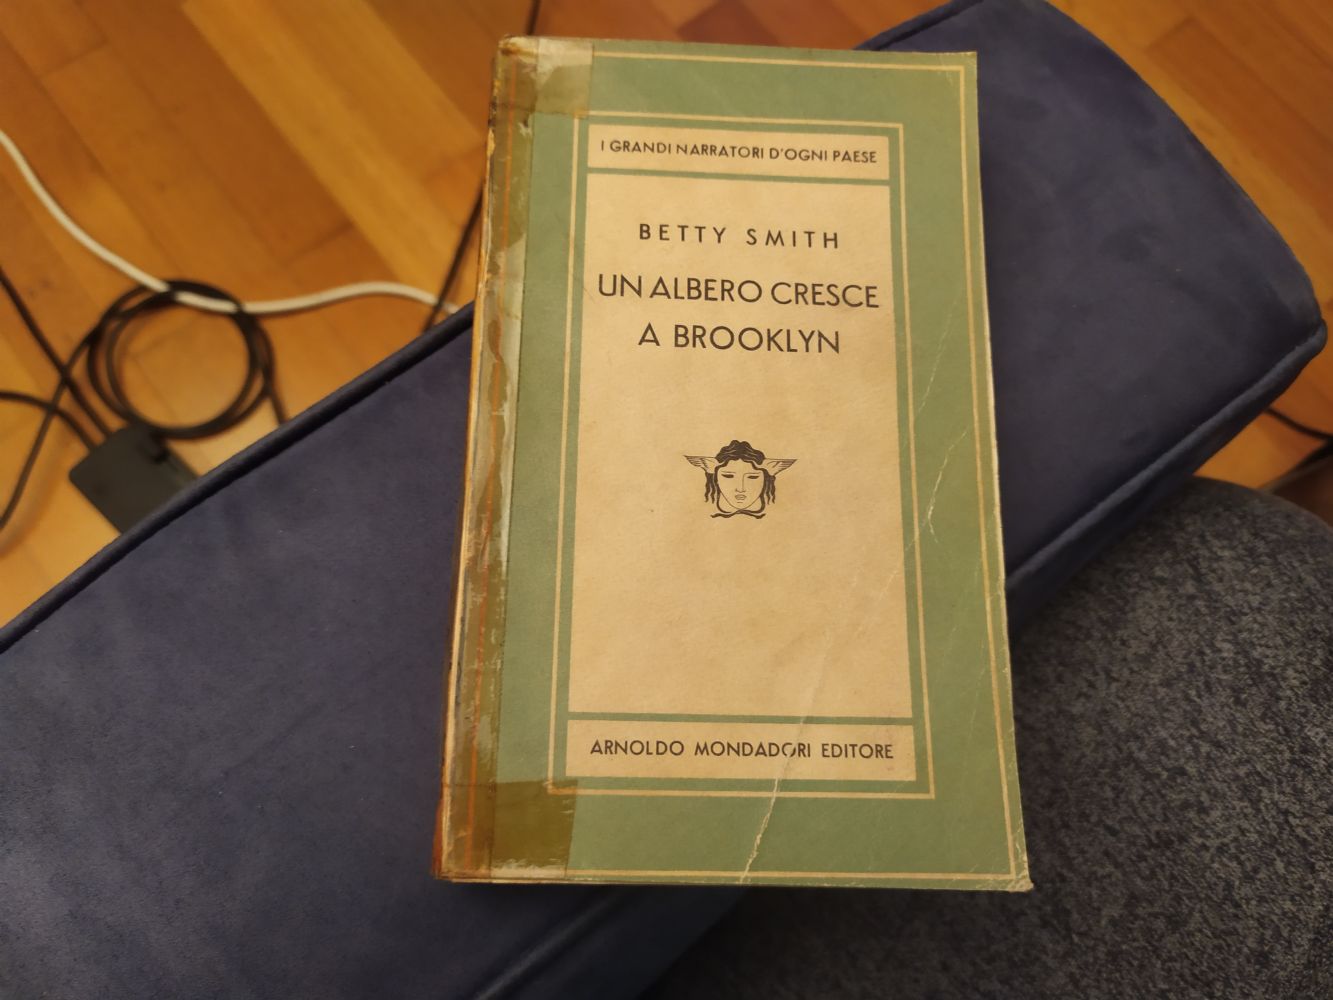 I GRANDI NARRATORI D'OGNI PAESE
BETTY SMITH
UN ALBERO CRESCE
A BROOKLYN
ARNOLDO MONDADORI EDITORE